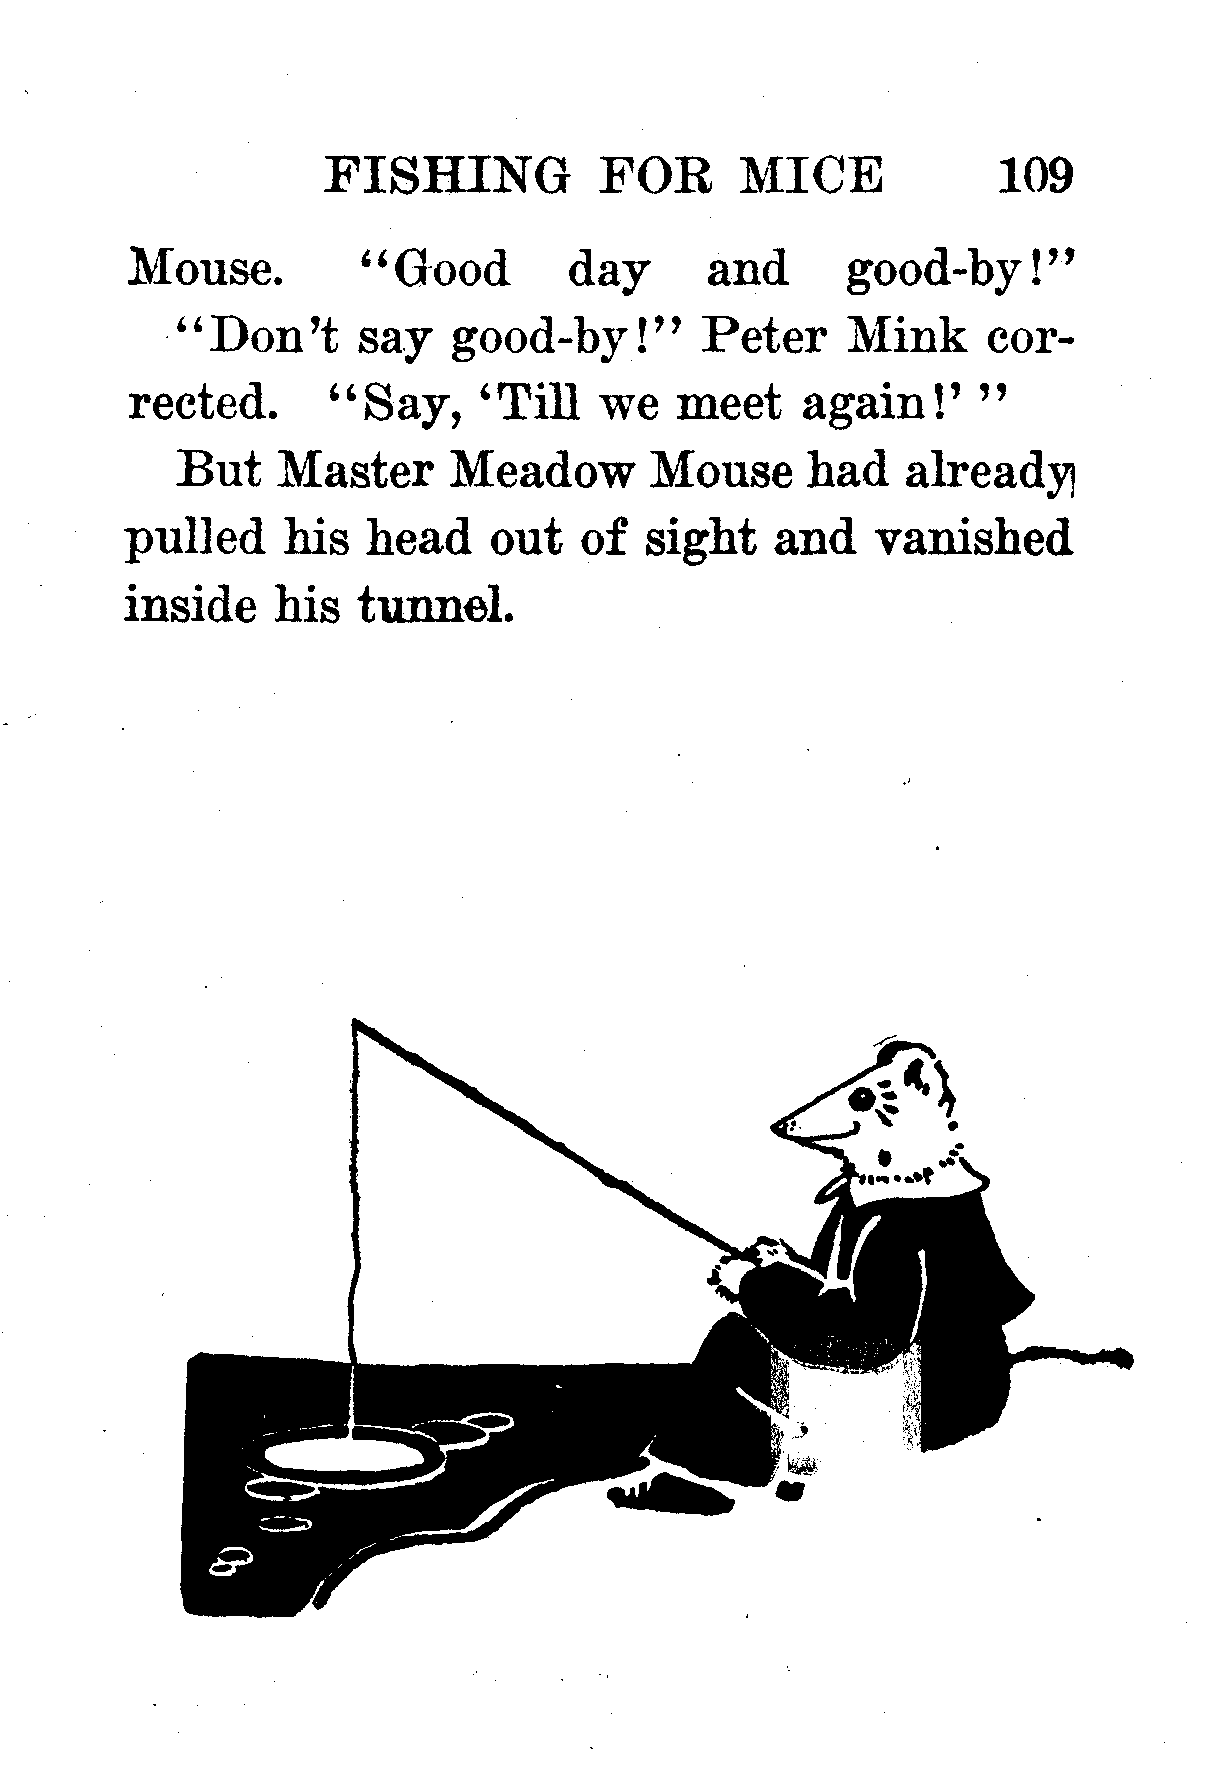 FISHING FOR MICE 109
Mouse. “Good day and good-by!”
“Don’t say good-by!” Peter Mink cor-
rected. “Say, ‘Till we meet again!’ ”
But Master Meadow Mouse had already
pulled his head out of sight and vanished
inside his tunnel.